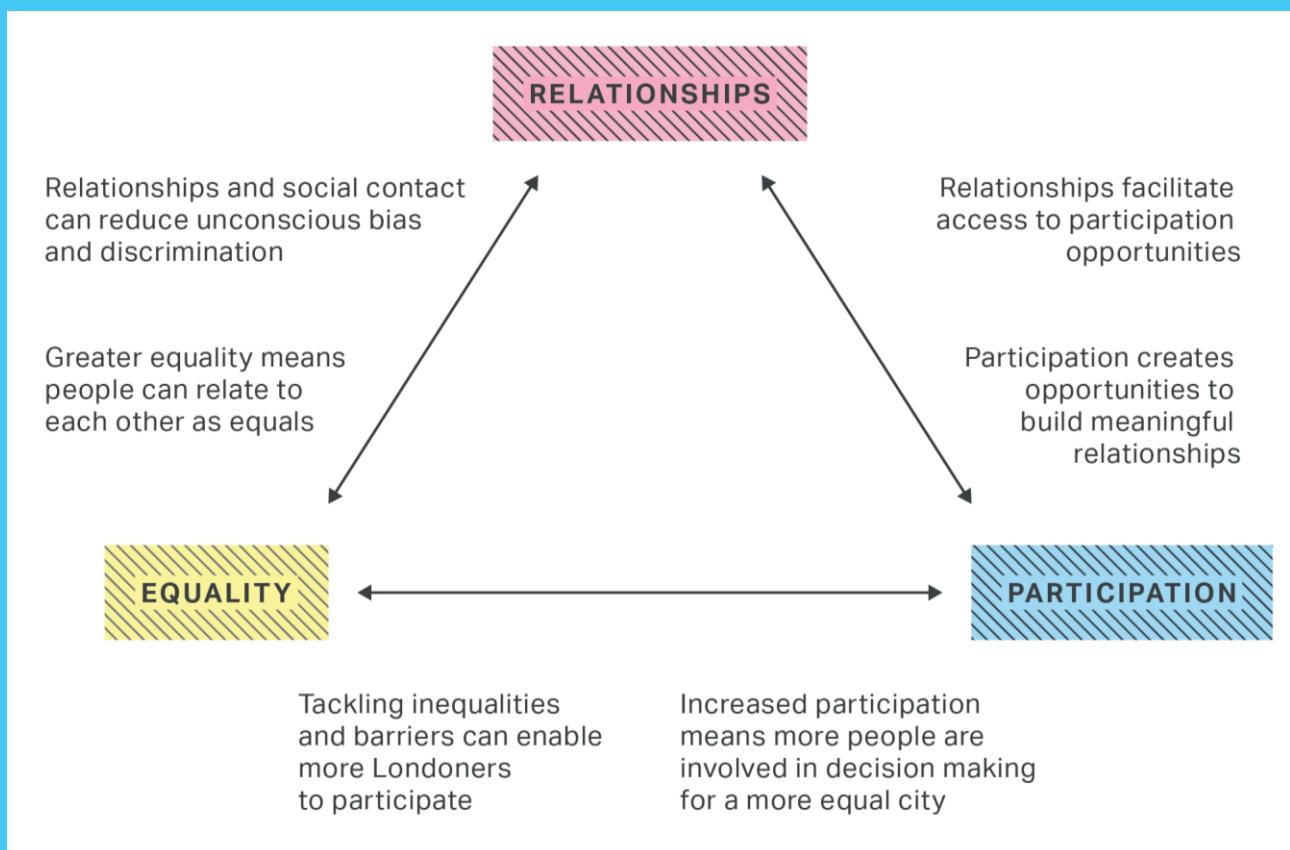 RELATIONSHIPS
Relationships and social contact
can reduce unconscious bias
and discrimination
Relationships facilitate
access to participation
opportunities
Greater equality means
people can relate to
each other as equals
Participation creates
opportunities to
build meaningful
relationships
EQUALITY
PARTICIPATION
Tackling inequalities
and barriers can enable
more Londoners
to participate
Increased participation
means more people are
involved in decision making
for a more equal city